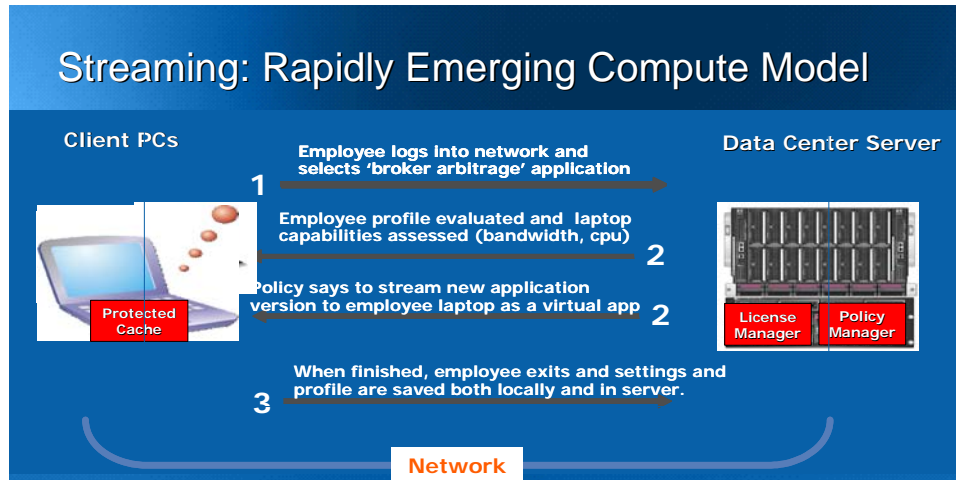 Streaming: Rapidly Emerging Compute Model
Client PCs
Data Center Server
Employee logs into network and
selects ‘broker arbitrage’ application
1
Employee profile evaluated and laptop
capabilities assessed (bandwidth, cpu)
2
Policy says to stream new application
version to employee laptop as a virtual app
2
Protected
Cache
License
Manager
Policy
Manager
When finished, employee exits and settings and
profile are saved both locally and in server.
3
Network